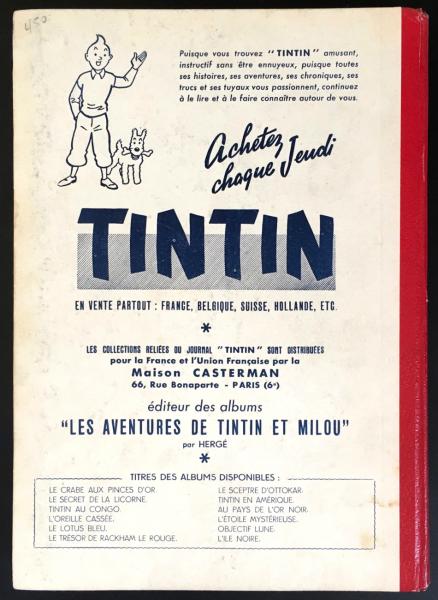 450
Puisque vous trouvez "TINTIN" amusant,
instructif sans être ennuyeux, puisque toutes
ses histoires, ses aventures, ses chroniques, ses
trucs et ses tuyaux vous passionnent, continuez
à le lire et à le faire connaître autour de vous.
Achetez
chaque Jeudi
TINTIN
EN VENTE PARTOUT : FRANCE, BELGIQUE, SUISSE, HOLLANDE, ETC.
*
LES COLLECTIONS RELIÉES DU JOURNAL "TINTIN" SONT DISTRIBUÉES
pour la France et l'Union Française par la
Maison CASTERMAN
66, Rue Bonaparte - PARIS (6e)
éditeur des albums
"LES AVENTURES DE TINTIN ET MILOU"
par HERGÉ
*
TITRES DES ALBUMS DISPONIBLES :
LE CRABE AUX PINCES D'OR.
LE SECRET DE LA LICORNE.
TINTIN AU CONGO.
L'OREILLE CASSÉE.
LE LOTUS BLEU.
LE TRÉSOR DE RACKHAM LE ROUGE.
LE SCEPTRE D'OTTOKAR.
TINTIN EN AMÉRIQUE.
AU PAYS DE L'OR NOIR.
L'ÉTOILE MYSTÉRIEUSE.
OBJECTIF LUNE.
L'ILE NOIRE.